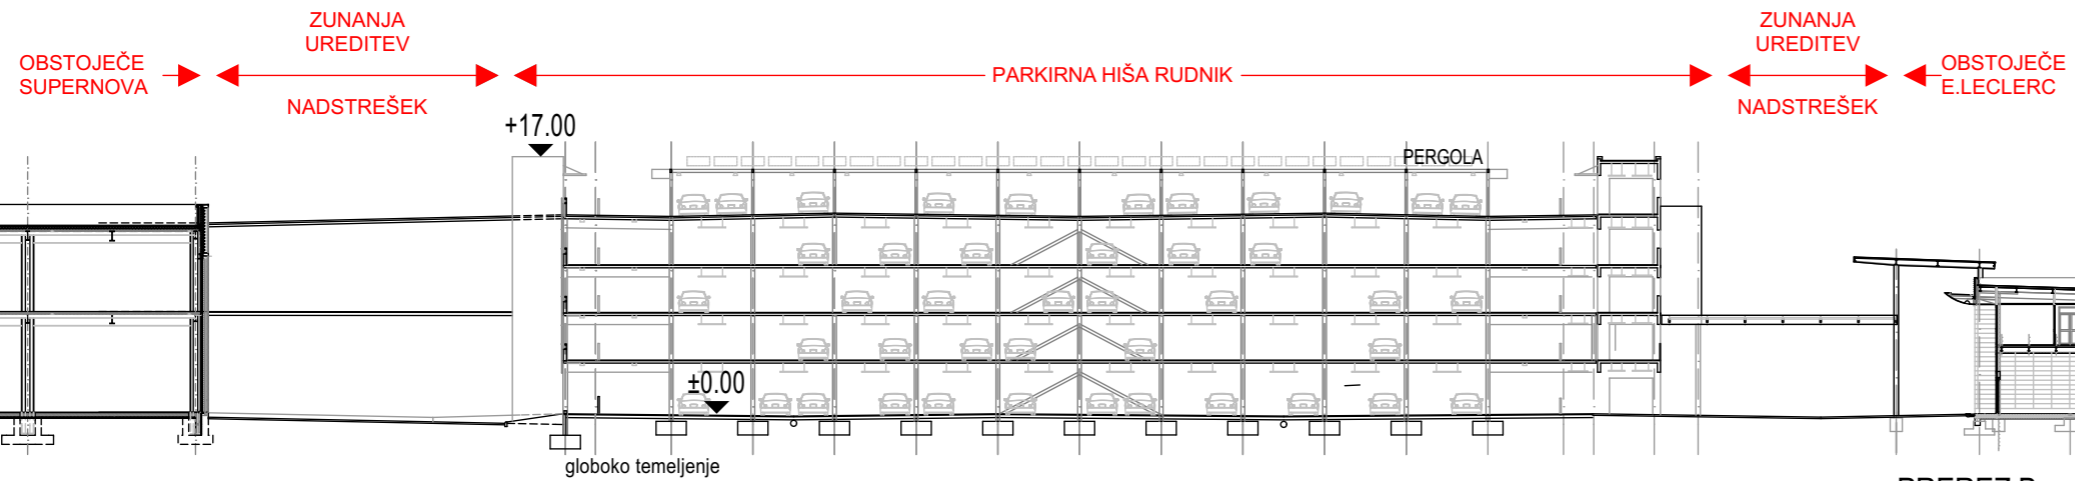 OBSTOJEČE
SUPERNOVA
ZUNANJA
UREDITEV
NADSTREŠEK
PARKIRNA HIŠA RUDNIK
ZUNANJA
UREDITEV
NADSTREŠEK
OBSTOJEČE
E.LECLERC
+17.00
PERGOLA
±0.00
globoko temeljenje